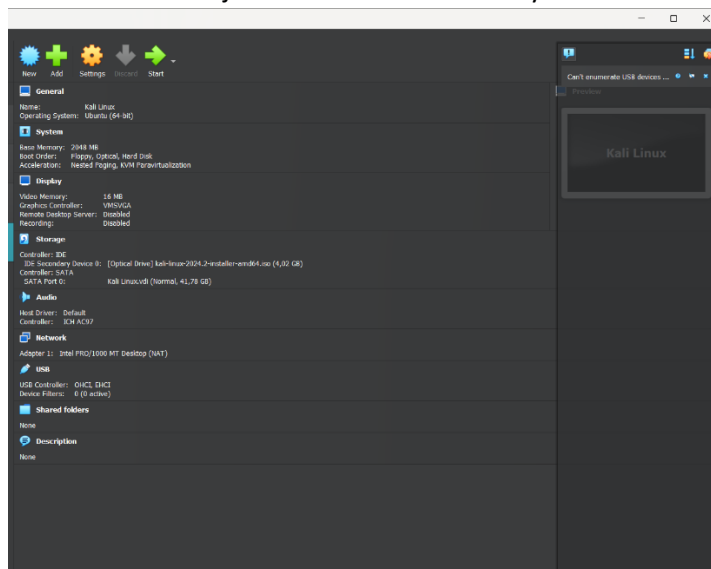 New Add Settings Discard Start
Can't enumerate USB devices ...
General
Preview
Name: Kali Linux
Operating System: Ubuntu (64-bit)
System
Base Memory: 2048 MB
Boot Order: Floppy, Optical, Hard Disk
Acceleration: Nested Paging, KVM Paravirtualization
Kali Linux
Display
Video Memory: 16 MB
Graphics Controller: VMSVGA
Remote Desktop Server: Disabled
Recording: Disabled
Storage
Controller: IDE
IDE Secondary Device 0: [Optical Drive] kali-linux-2024.2-installer-amd64.iso (4,02 GB)
Controller: SATA
SATA Port 0: Kali Linux.vdi (Normal, 41,78 GB)
Audio
Host Driver: Default
Controller: ICH AC97
Network
Adapter 1: Intel PRO/1000 MT Desktop (NAT)
USB
USB Controller: OHCI, EHCI
Device Filters: 0 (0 active)
Shared folders
None
Description
None